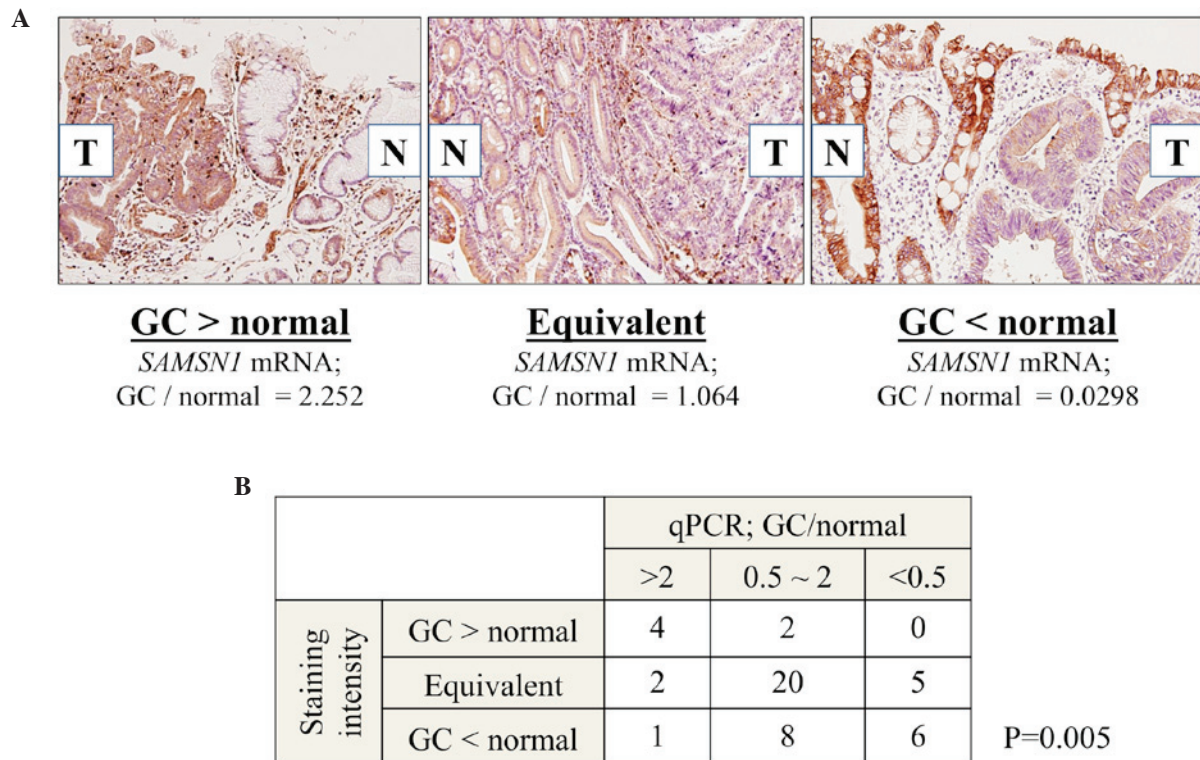 A
T N
N T
N T
GC > normal
SAMSN1 mRNA;
GC / normal = 2.252
Equivalent
SAMSN1 mRNA;
GC / normal = 1.064
GC < normal
SAMSN1 mRNA;
GC / normal = 0.0298
B
qPCR; GC/normal
>2 0.5 ~ 2 <0.5
Staining
intensity
GC > normal 4 2 0
Equivalent 2 20 5
GC < normal 1 8 6
P=0.005